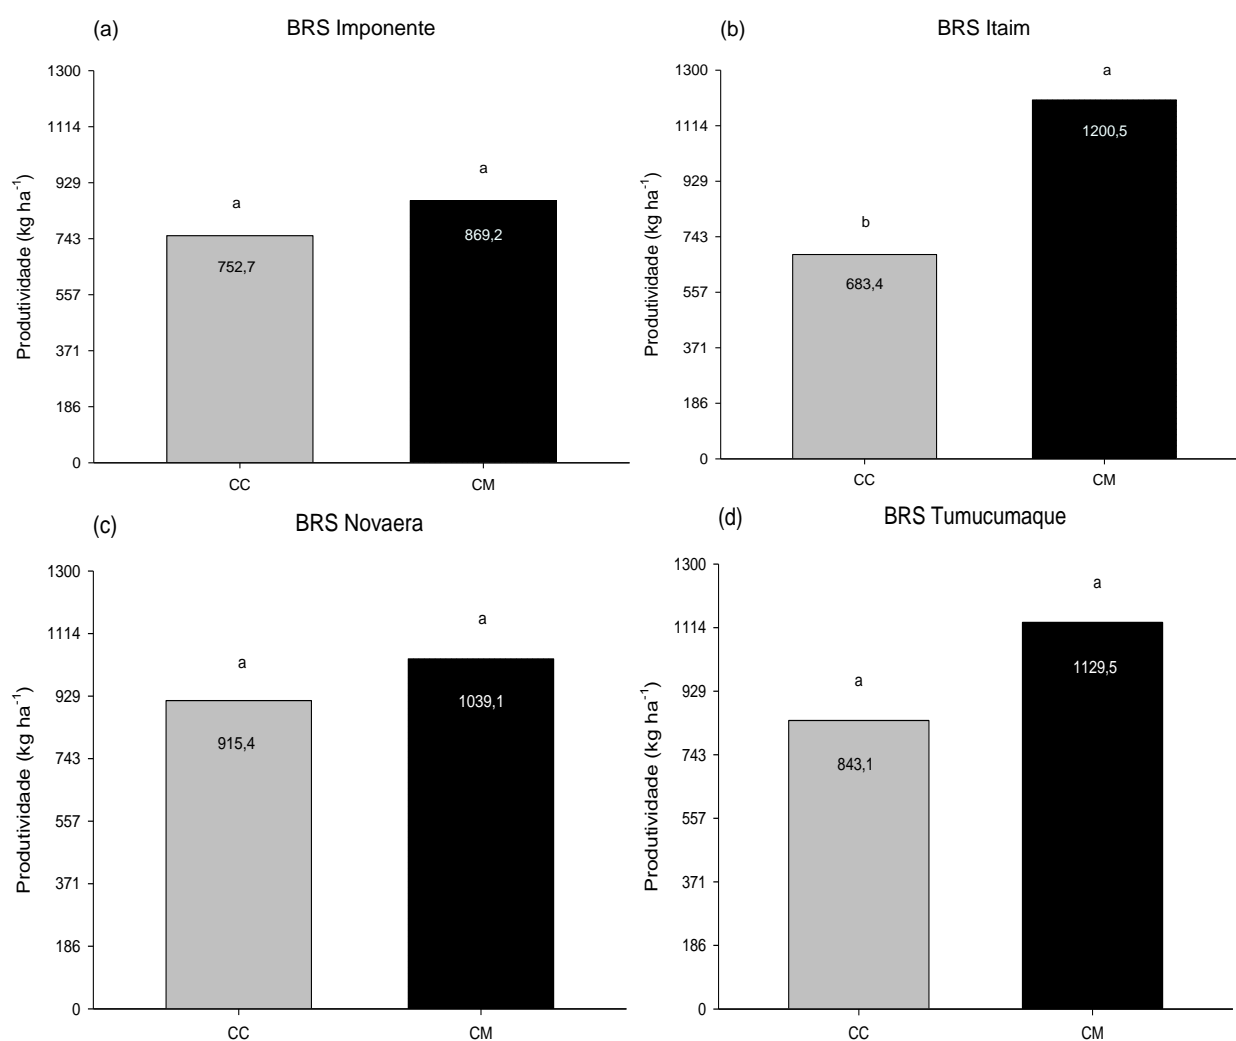 (a)
BRS Imponente
Produtividade (kg ha⁻¹)
1300
1114
929
743
557
371
186
0
a
a
752,7
869,2
CC
CM
(b)
BRS Itaim
Produtividade (kg ha⁻¹)
1300
1114
929
743
557
371
186
0
b
a
683,4
1200,5
CC
CM
(c)
BRS Novaera
Produtividade (kg ha⁻¹)
1300
1114
929
743
557
371
186
0
a
a
915,4
1039,1
CC
CM
(d)
BRS Tumucumaque
Produtividade (kg ha⁻¹)
1300
1114
929
743
557
371
186
0
a
a
843,1
1129,5
CC
CM